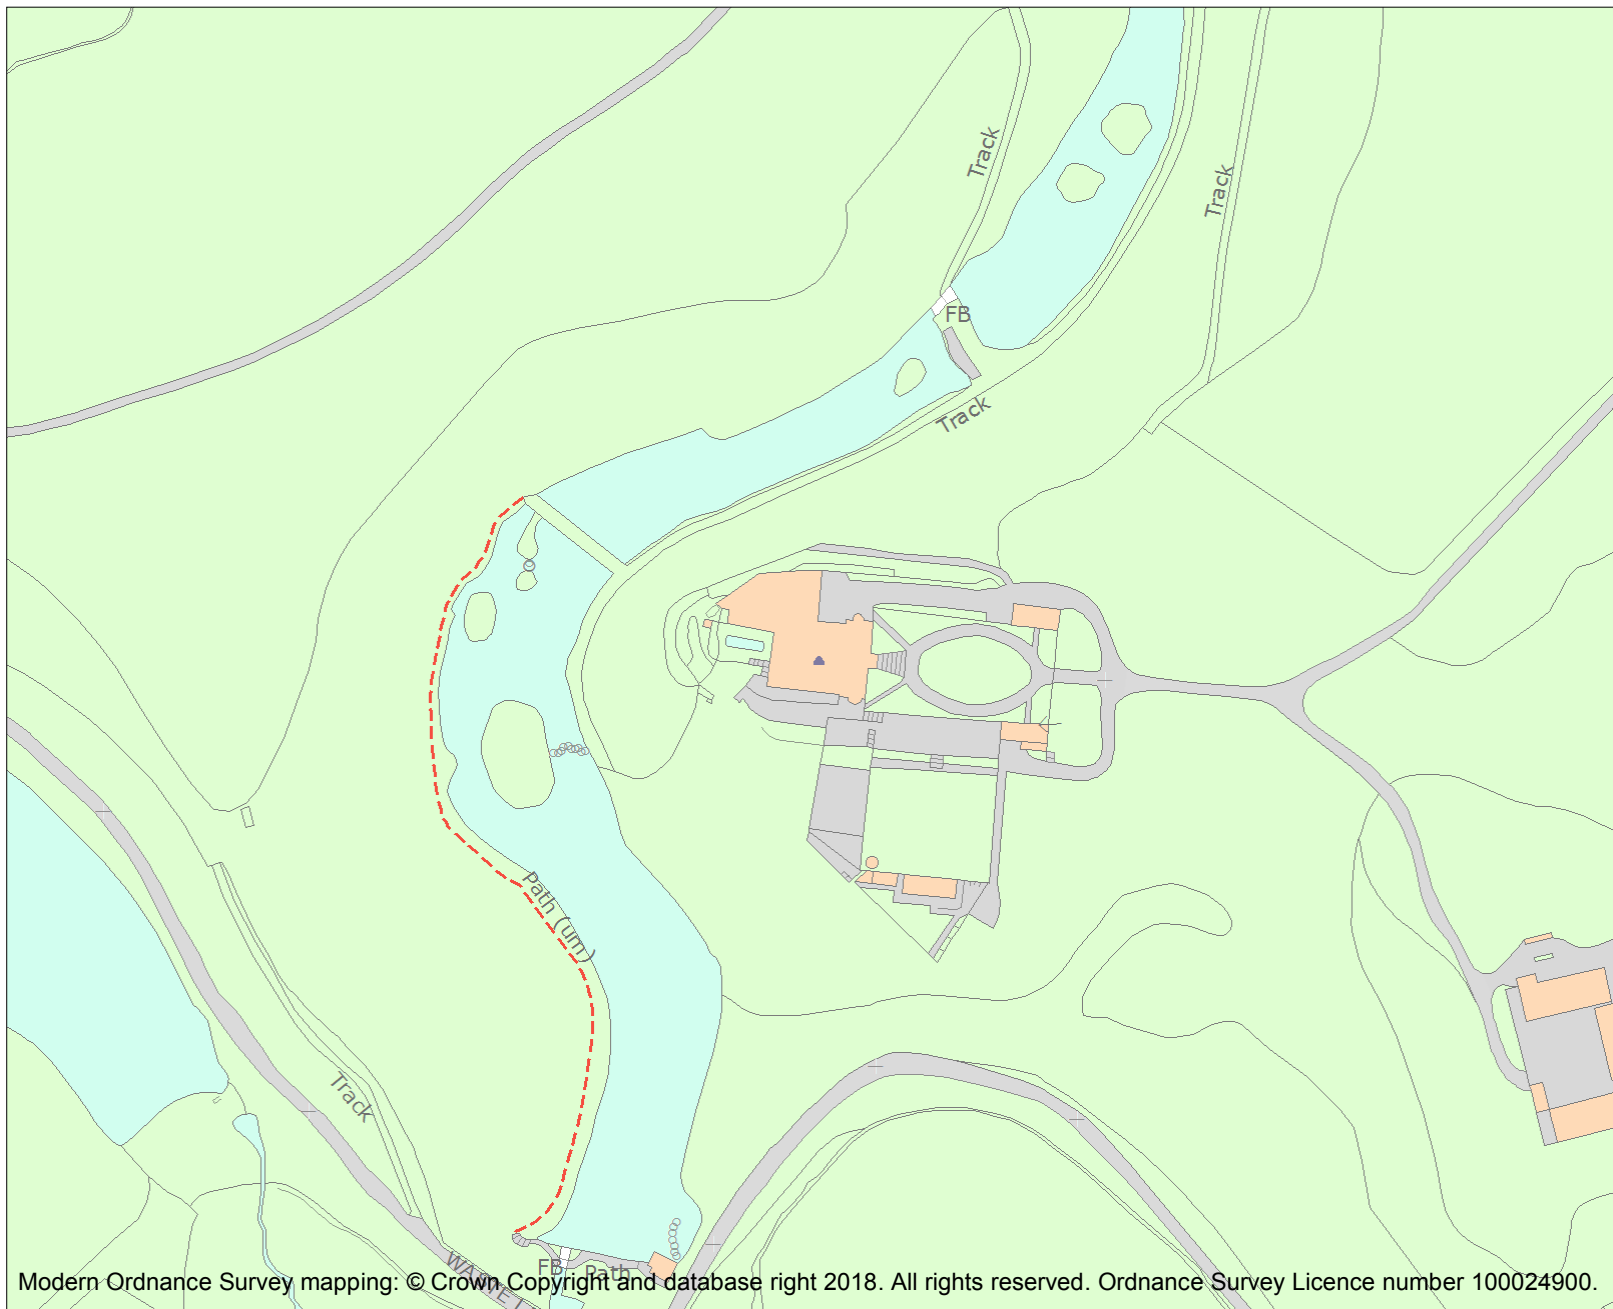 Track
Track
FB
Track
Path (um)
Track
FB
Path
Modern Ordnance Survey mapping: © Crown Copyright and database right 2018. All rights reserved. Ordnance Survey Licence number 100024900.